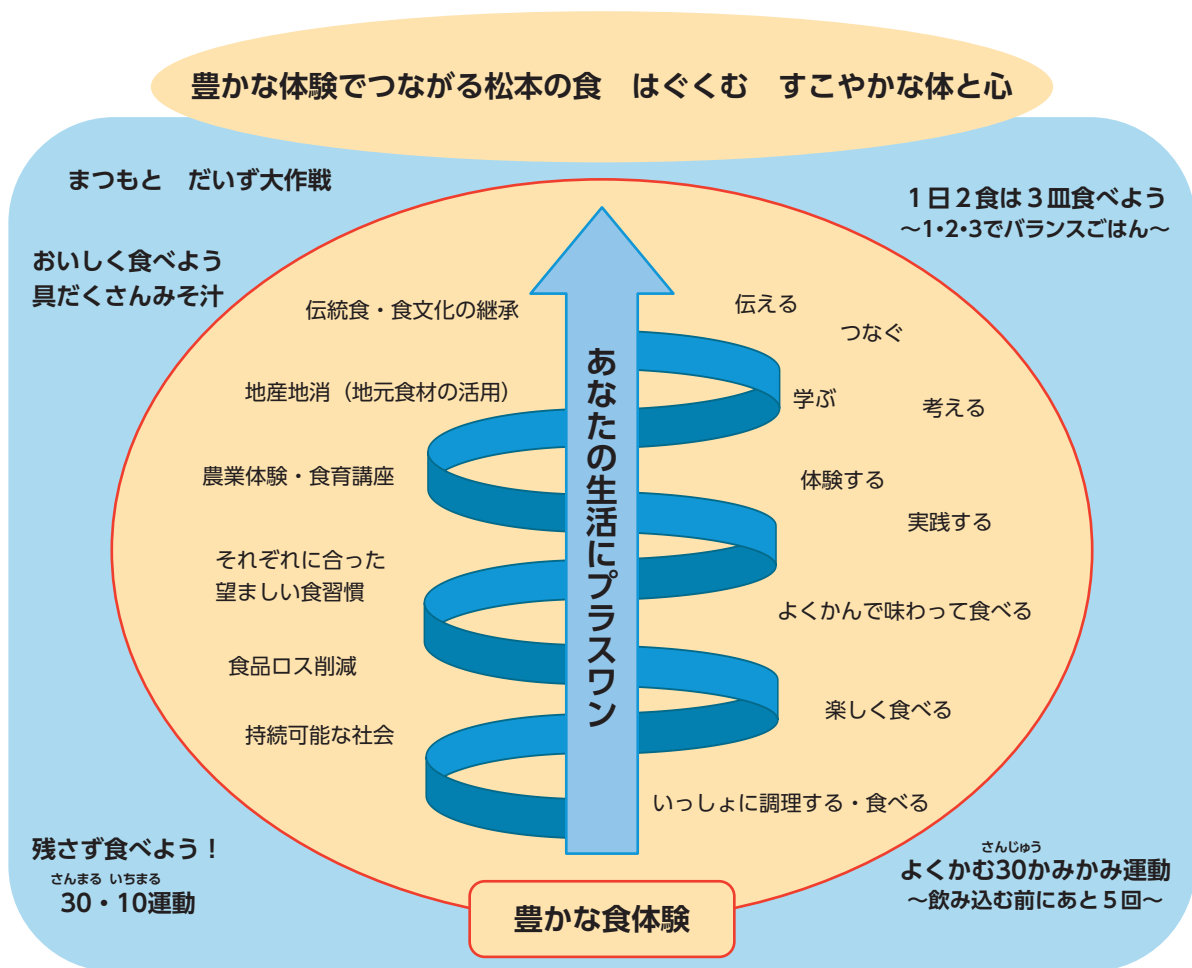 豊かな体験でつながる松本の食　はぐくむ　すこやかな体と心
まつもと　だいず大作戦
１日２食は３皿食べよう
～1・2・3でバランスごはん～
おいしく食べよう
具だくさんみそ汁
伝統食・食文化の継承
地産地消（地元食材の活用）
農業体験・食育講座
それぞれに合った
望ましい食習慣
食品ロス削減
持続可能な社会
あなたの生活にプラスワン
伝える
つなぐ
学ぶ
考える
体験する
実践する
よくかんで味わって食べる
楽しく食べる
いっしょに調理する・食べる
残さず食べよう！
さんまる いちまる
30・10運動
さんじゅう
よくかむ30かみかみ運動
～飲み込む前にあと５回～
豊かな食体験